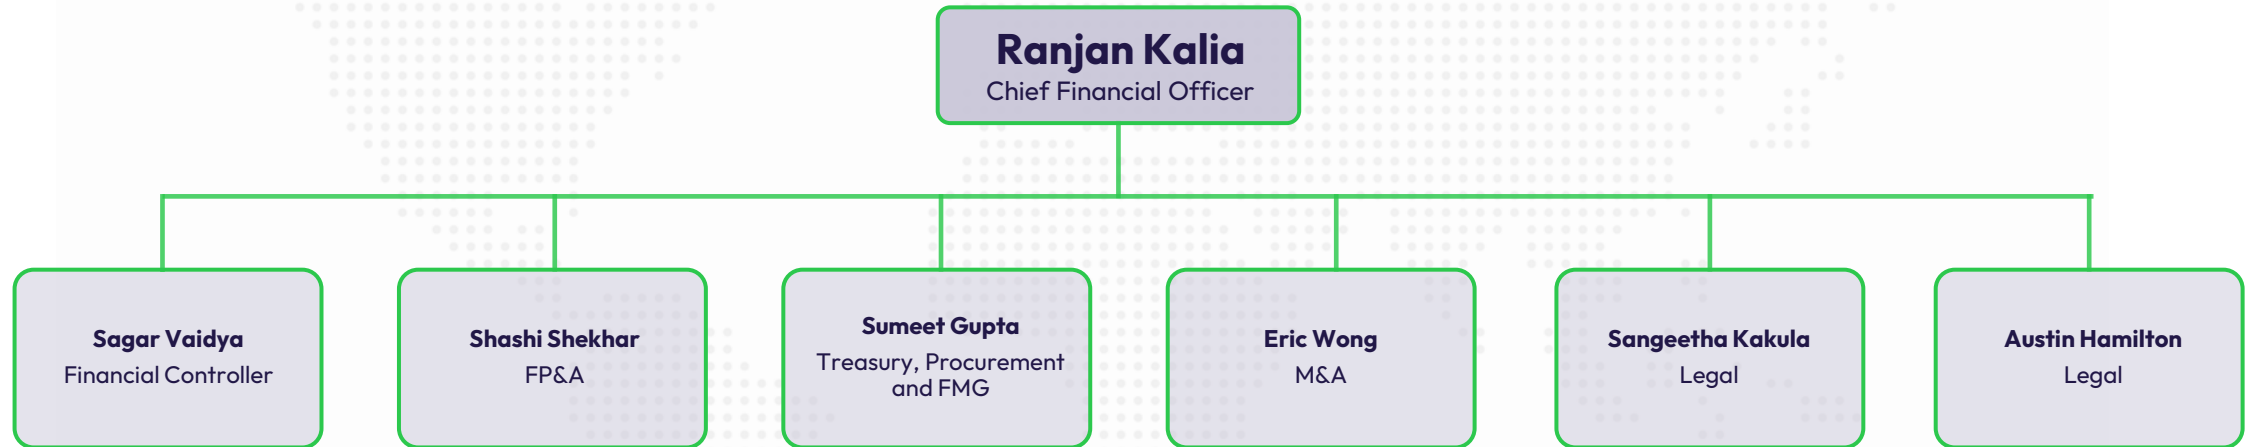 Ranjan Kalia
Chief Financial Officer
Sagar Vaidya
Financial Controller
Shashi Shekhar
FP&A
Sumeet Gupta
Treasury, Procurement
and FMG
Eric Wong
M&A
Sangeetha Kakula
Legal
Austin Hamilton
Legal